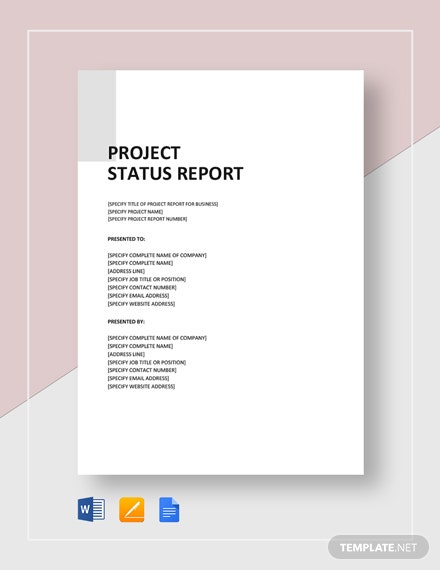 PROJECT
STATUS REPORT
[SPECIFY TITLE OF PROJECT REPORT FOR BUSINESS]
[SPECIFY PROJECT NAME]
[SPECIFY PROJECT REPORT NUMBER]
PRESENTED TO:
[SPECIFY COMPLETE NAME OF COMPANY]
[SPECIFY COMPLETE NAME]
[ADDRESS LINE]
[SPECIFY JOB TITLE OR POSITION]
[SPECIFY CONTACT NUMBER]
[SPECIFY EMAIL ADDRESS]
[SPECIFY WEBSITE ADDRESS]
PRESENTED BY:
[SPECIFY COMPLETE NAME OF COMPANY]
[SPECIFY COMPLETE NAME]
[ADDRESS LINE]
[SPECIFY JOB TITLE OR POSITION]
[SPECIFY CONTACT NUMBER]
[SPECIFY EMAIL ADDRESS]
[SPECIFY WEBSITE ADDRESS]
W
TEMPLATE.NET